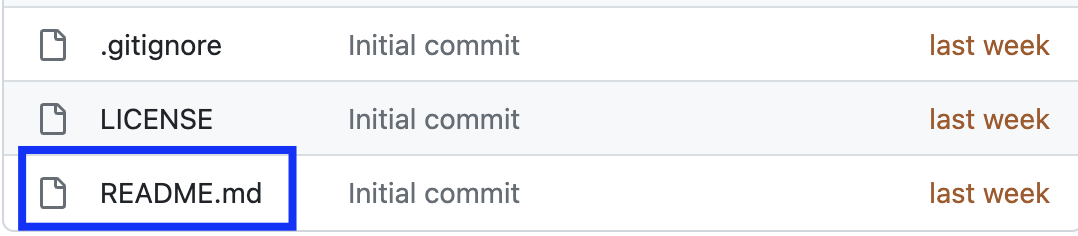 .gitignore Initial commit last week
LICENSE Initial commit last week
README.md Initial commit last week